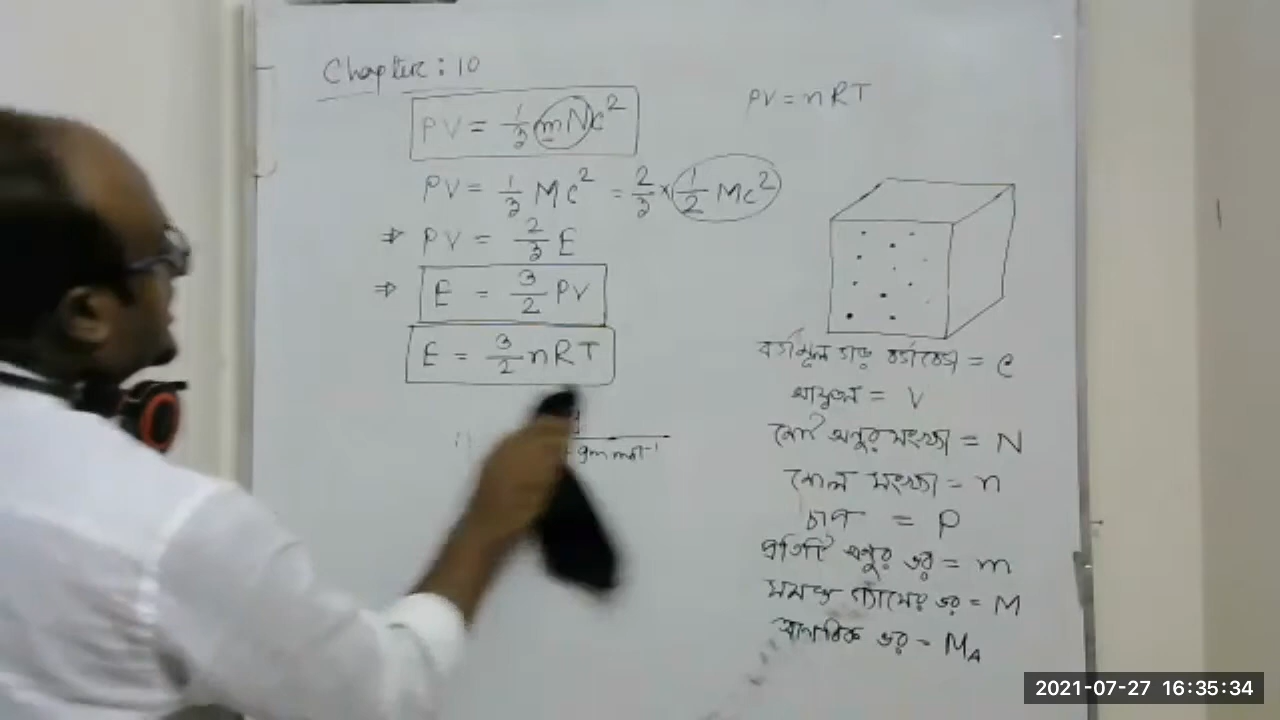 Chapter: 10
PV = 1/3 mNc²
PV = nRT
PV = 1/3 Mc² = 2/3 × 1/2 Mc²
⇒ PV = 2/3 E
⇒ E = 3/2 PV
E = 3/2 nRT
gm mol⁻¹
বর্গমূল গড় বর্গবেগ = c
আয়তন = V
মোট অনুর সংখ্যা = N
মোল সংখ্যা = n
চাপ = P
প্রতিটি অনুর ভর = m
সমস্ত গ্যাসের ভর = M
আণবিক ভর = M_A
2021-07-27 16:35:34